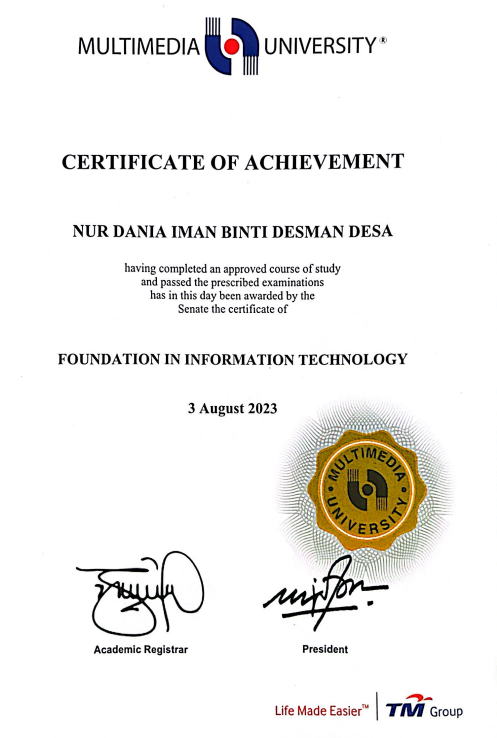 MULTIMEDIA UNIVERSITY®
CERTIFICATE OF ACHIEVEMENT
NUR DANIA IMAN BINTI DESMAN DESA
having completed an approved course of study
and passed the prescribed examinations
has in this day been awarded by the
Senate the certificate of
FOUNDATION IN INFORMATION TECHNOLOGY
3 August 2023
MULTIMEDIA
UNIVERSITY
Academic Registrar
President
Life Made Easier™
TM Group